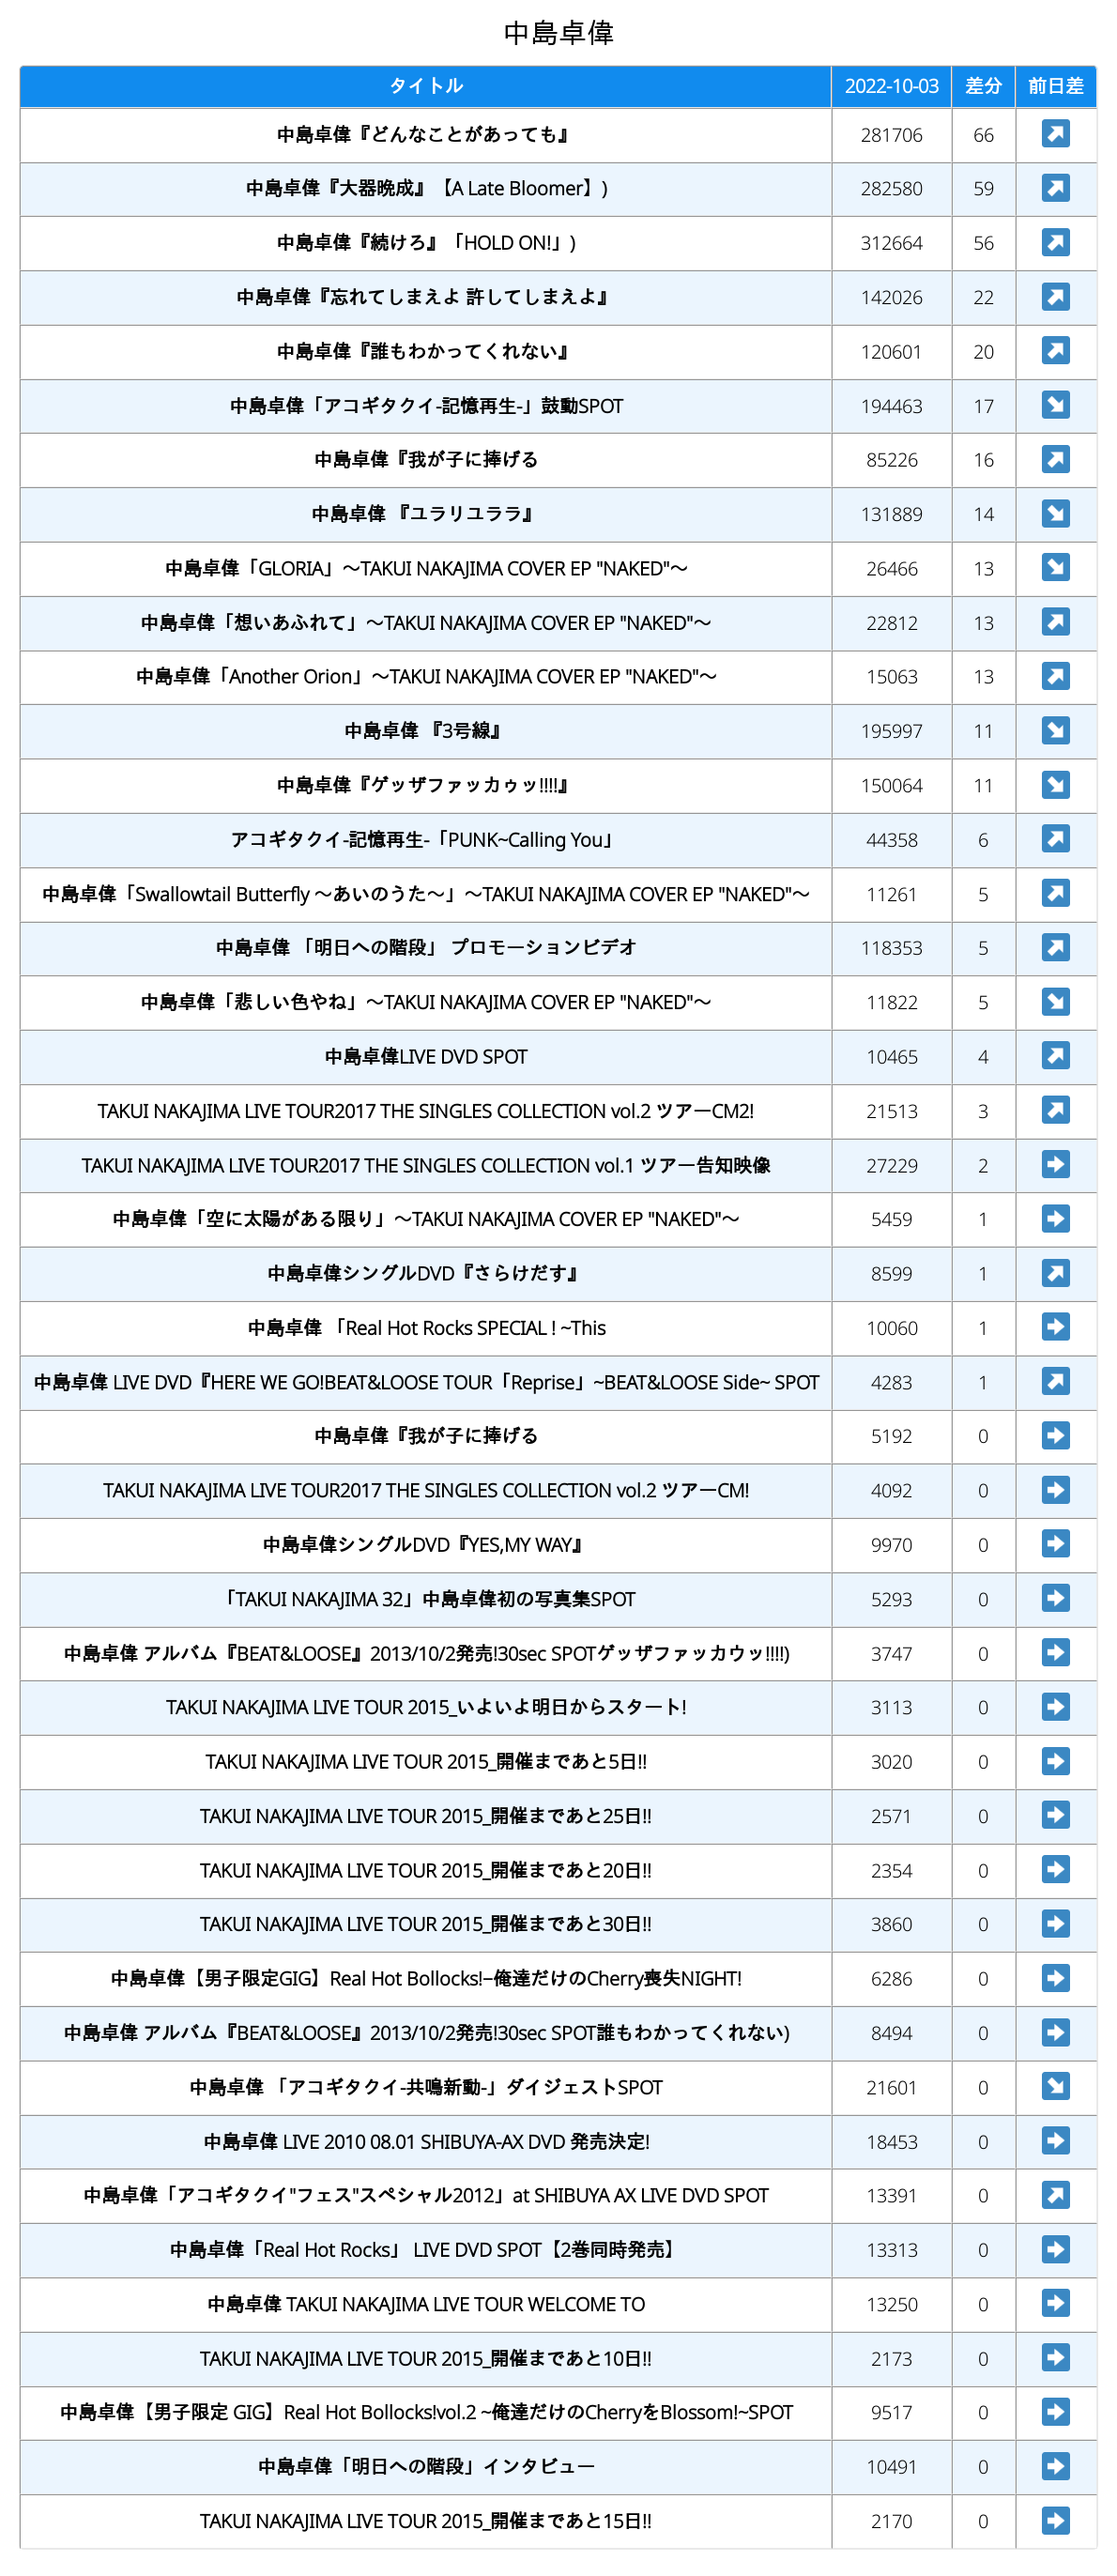 中島卓偉
タイトル 2022-10-03 差分 前日差
中島卓偉『どんなことがあっても』 281706 66 ↗
中島卓偉『大器晩成』【A Late Bloomer】) 282580 59 ↗
中島卓偉『続けろ』「HOLD ON!」) 312664 56 ↗
中島卓偉『忘れてしまえよ 許してしまえよ』 142026 22 ↗
中島卓偉『誰もわかってくれない』 120601 20 ↗
中島卓偉「アコギタクイ-記憶再生-」鼓動SPOT 194463 17 ↘
中島卓偉『我が子に捧げる 85226 16 ↗
中島卓偉 『ユラリユララ』 131889 14 ↘
中島卓偉「GLORIA」〜TAKUI NAKAJIMA COVER EP "NAKED"〜 26466 13 ↘
中島卓偉「想いあふれて」〜TAKUI NAKAJIMA COVER EP "NAKED"〜 22812 13 ↗
中島卓偉「Another Orion」〜TAKUI NAKAJIMA COVER EP "NAKED"〜 15063 13 ↗
中島卓偉 『3号線』 195997 11 ↘
中島卓偉『ゲッザファッカゥッ!!!!』 150064 11 ↘
アコギタクイ-記憶再生-「PUNK~Calling You」 44358 6 ↗
中島卓偉「Swallowtail Butterfly 〜あいのうた〜」〜TAKUI NAKAJIMA COVER EP "NAKED"〜 11261 5 ↗
中島卓偉 「明日への階段」 プロモーションビデオ 118353 5 ↗
中島卓偉「悲しい色やね」〜TAKUI NAKAJIMA COVER EP "NAKED"〜 11822 5 ↘
中島卓偉LIVE DVD SPOT 10465 4 ↗
TAKUI NAKAJIMA LIVE TOUR2017 THE SINGLES COLLECTION vol.2 ツアーCM2! 21513 3 ↗
TAKUI NAKAJIMA LIVE TOUR2017 THE SINGLES COLLECTION vol.1 ツアー告知映像 27229 2 ➡
中島卓偉「空に太陽がある限り」〜TAKUI NAKAJIMA COVER EP "NAKED"〜 5459 1 ➡
中島卓偉シングルDVD『さらけだす』 8599 1 ↗
中島卓偉 「Real Hot Rocks SPECIAL ! ~This 10060 1 ➡
中島卓偉 LIVE DVD『HERE WE GO!BEAT&LOOSE TOUR「Reprise」~BEAT&LOOSE Side~ SPOT 4283 1 ↗
中島卓偉『我が子に捧げる 5192 0 ➡
TAKUI NAKAJIMA LIVE TOUR2017 THE SINGLES COLLECTION vol.2 ツアーCM! 4092 0 ➡
中島卓偉シングルDVD『YES,MY WAY』 9970 0 ➡
「TAKUI NAKAJIMA 32」中島卓偉初の写真集SPOT 5293 0 ➡
中島卓偉 アルバム『BEAT&LOOSE』2013/10/2発売!30sec SPOTゲッザファッカウッ!!!!) 3747 0 ➡
TAKUI NAKAJIMA LIVE TOUR 2015_いよいよ明日からスタート! 3113 0 ➡
TAKUI NAKAJIMA LIVE TOUR 2015_開催まであと5日!! 3020 0 ➡
TAKUI NAKAJIMA LIVE TOUR 2015_開催まであと25日!! 2571 0 ➡
TAKUI NAKAJIMA LIVE TOUR 2015_開催まであと20日!! 2354 0 ➡
TAKUI NAKAJIMA LIVE TOUR 2015_開催まであと30日!! 3860 0 ➡
中島卓偉【男子限定GIG】Real Hot Bollocks!−俺達だけのCherry喪失NIGHT! 6286 0 ➡
中島卓偉 アルバム『BEAT&LOOSE』2013/10/2発売!30sec SPOT誰もわかってくれない) 8494 0 ➡
中島卓偉 「アコギタクイ-共鳴新動-」ダイジェストSPOT 21601 0 ↘
中島卓偉 LIVE 2010 08.01 SHIBUYA-AX DVD 発売決定! 18453 0 ➡
中島卓偉「アコギタクイ"フェス"スペシャル2012」at SHIBUYA AX LIVE DVD SPOT 13391 0 ↗
中島卓偉「Real Hot Rocks」 LIVE DVD SPOT【2巻同時発売】 13313 0 ➡
中島卓偉 TAKUI NAKAJIMA LIVE TOUR WELCOME TO 13250 0 ➡
TAKUI NAKAJIMA LIVE TOUR 2015_開催まであと10日!! 2173 0 ➡
中島卓偉【男子限定 GIG】Real Hot Bollocks!vol.2 ~俺達だけのCherryをBlossom!~SPOT 9517 0 ➡
中島卓偉「明日への階段」インタビュー 10491 0 ➡
TAKUI NAKAJIMA LIVE TOUR 2015_開催まであと15日!! 2170 0 ➡